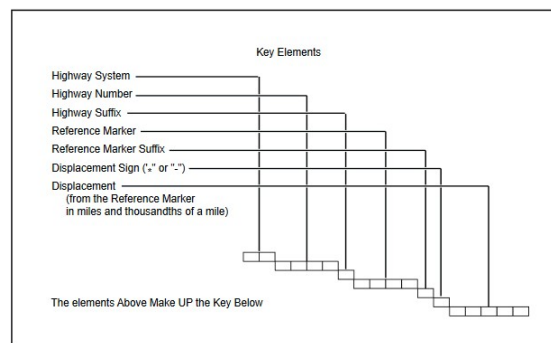 Key Elements
Highway System
Highway Number
Highway Suffix
Reference Marker
Reference Marker Suffix
Displacement Sign ("+" or "-")
Displacement
(from the Reference Marker
in miles and thousandths of a mile)
The elements Above Make UP the Key Below